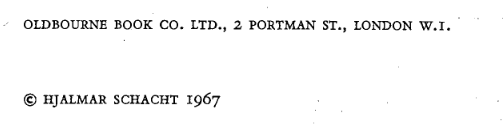 OLDBOURNE BOOK CO. LTD., 2 PORTMAN ST., LONDON W.I.
© HJALMAR SCHACHT 1967